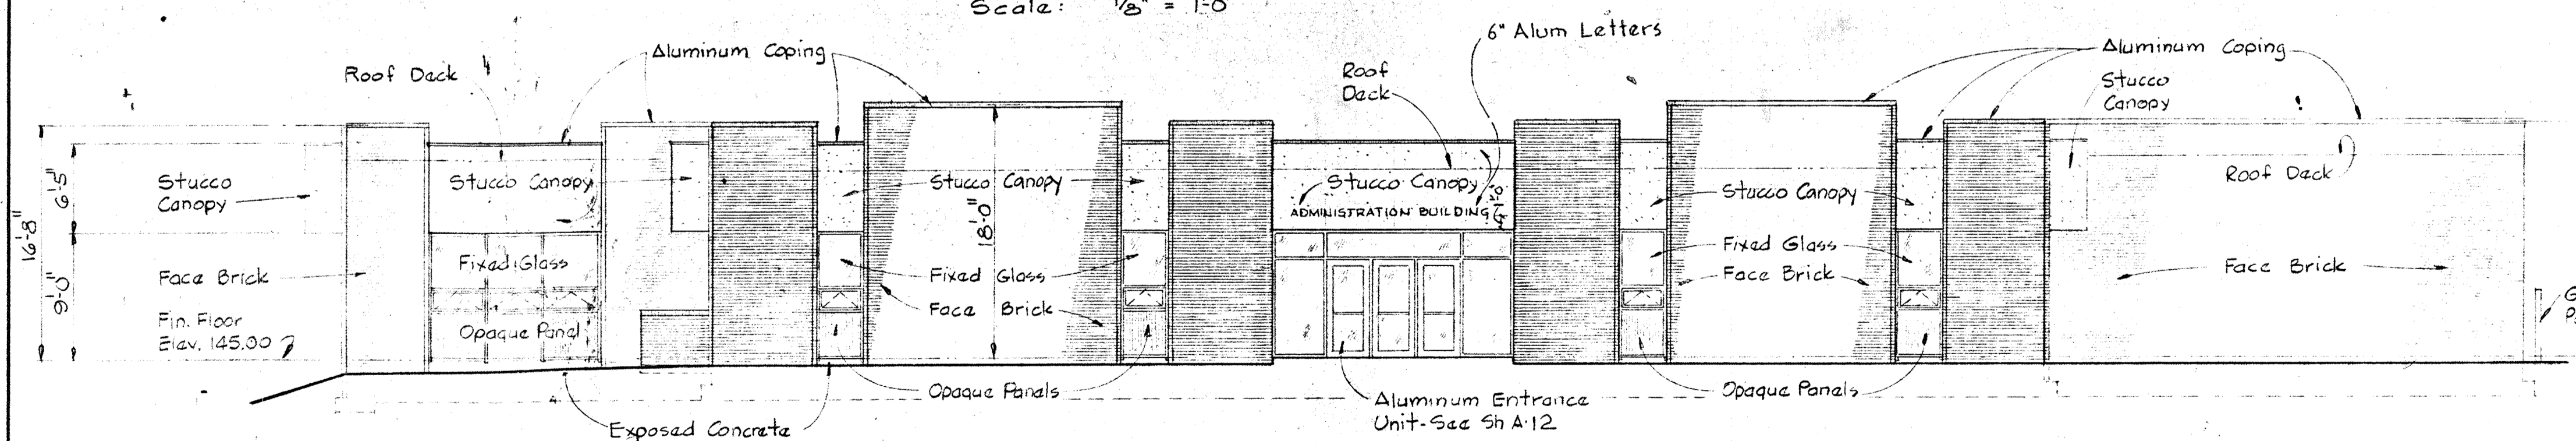 Scale: 1/8" = 1'-0
6" Alum Letters
Aluminum Coping
Aluminum Coping
Roof Deck
Roof
Deck
Stucco
Canopy
6'-5"
16'-8"
9'-0"
Stucco
Canopy
Stucco Canopy
Stucco Canopy
18'-0"
Stucco Canopy
ADMINISTRATION BUILDING
Stucco Canopy
Roof Deck
Face Brick
Fixed Glass
Fixed Glass
Face Brick
Fixed Glass
Face Brick
Face Brick
Fin. Floor
Elev. 145.00
Opaque Panel
Opaque Panels
Opaque Panels
Aluminum Entrance
Unit-See Sh A-12
Exposed Concrete